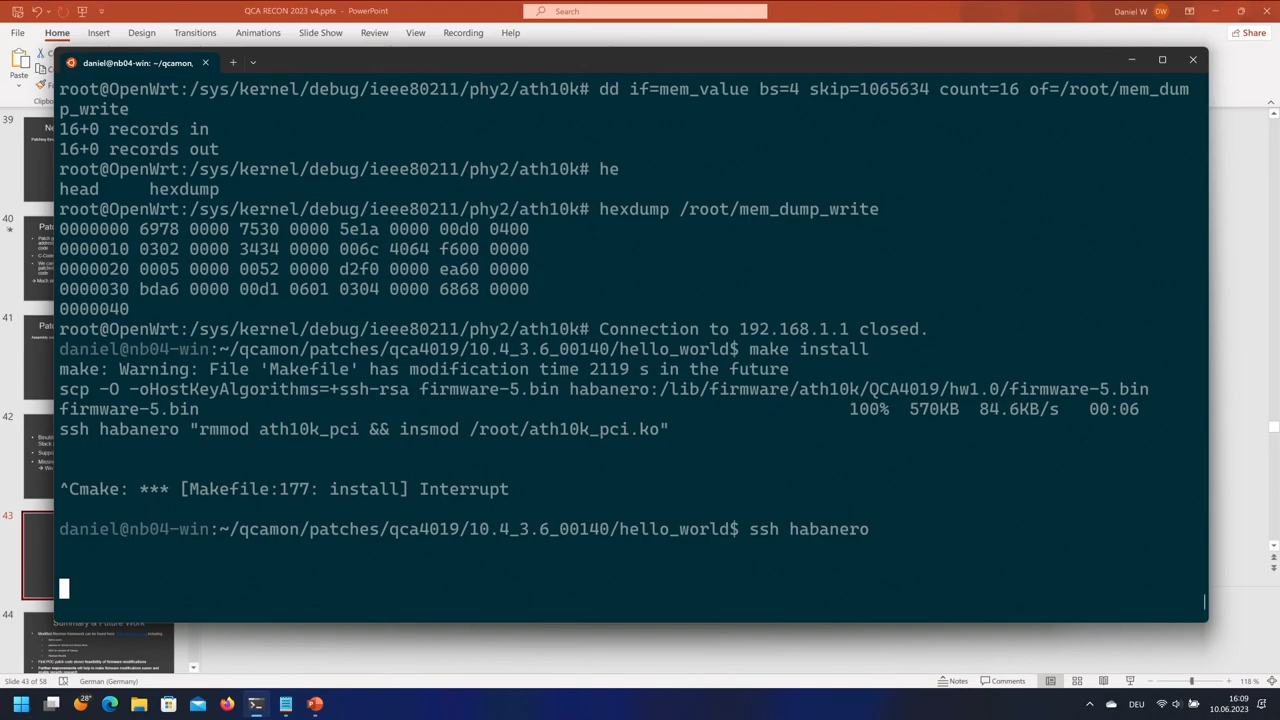 QCA RECON 2023 v4.pptx - PowerPoint
Search
Daniel W
DW
File
Home
Insert
Design
Transitions
Animations
Slide Show
Review
View
Recording
Help
Share
daniel@nb04-win: ~/qcamon,
Paste
Clipboa
root@OpenWrt:/sys/kernel/debug/ieee80211/phy2/ath10k# dd if=mem_value bs=4 skip=1065634 count=16 of=/root/mem_dum
p_write
16+0 records in
16+0 records out
root@OpenWrt:/sys/kernel/debug/ieee80211/phy2/ath10k# he
head hexdump
root@OpenWrt:/sys/kernel/debug/ieee80211/phy2/ath10k# hexdump /root/mem_dump_write
0000000 6978 0000 7530 0000 5e1a 0000 00d8 0400
0000010 0302 0000 3434 0000 006c 4064 f600 0000
0000020 0005 0000 0052 0000 d2f0 0000 ea00 0000
0000030 bda6 0000 00d1 0601 0304 0000 6868 0000
0000040
root@OpenWrt:/sys/kernel/debug/ieee80211/phy2/ath10k# Connection to 192.168.1.1 closed.
daniel@nb04-win:~/qcamon/patches/qca4019/10.4_3.6_00140/hello_world$ make install
make: Warning: File 'Makefile' has modification time 2119 s in the future
scp -O -oHostKeyAlgorithms=+ssh-rsa firmware-5.bin habanero:/lib/firmware/ath10k/QCA4019/hw1.0/firmware-5.bin
firmware-5.bin 100% 570KB 84.6KB/s 00:06
ssh habanero "rmmod ath10k_pci && insmod /root/ath10k_pci.ko"
^Cmake: *** [Makefile:177: install] Interrupt
daniel@nb04-win:~/qcamon/patches/qca4019/10.4_3.6_00140/hello_world$ ssh habanero
39
40
41
42
43
44
Summary & Future Work
Slide 43 of 58
German (Germany)
Notes
Comments
118 %
28°
DEU
16:09
10.06.2023